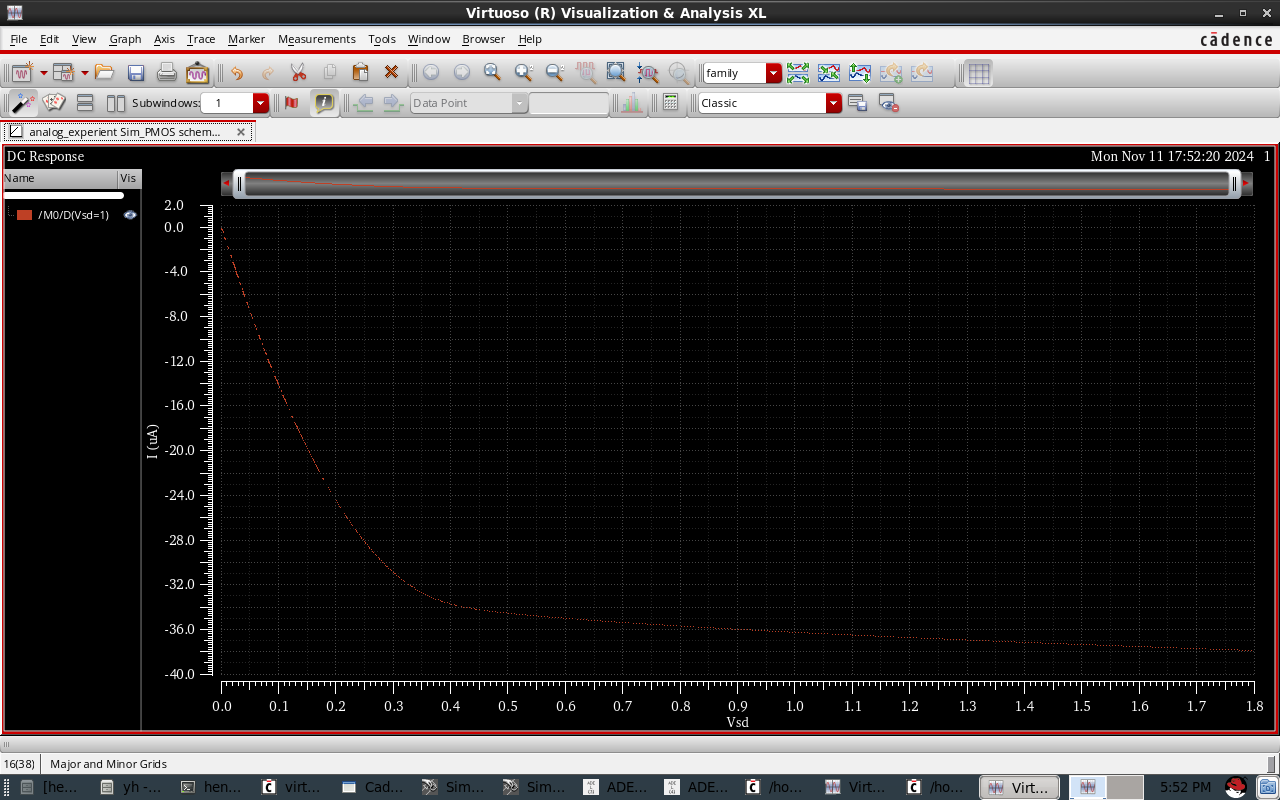 Virtuoso (R) Visualization & Analysis XL
File Edit View Graph Axis Trace Marker Measurements Tools Window Browser Help
cādence
family
Subwindows: 1
Data Point
Classic
analog_experient Sim_PMOS schem...
DC Response
Mon Nov 11 17:52:20 2024 1
Name Vis
/M0/D(Vsd=1)
2.0
0.0
-4.0
-8.0
-12.0
-16.0
-20.0
-24.0
-28.0
-32.0
-36.0
-40.0
I (uA)
0.0 0.1 0.2 0.3 0.4 0.5 0.6 0.7 0.8 0.9 1.0 1.1 1.2 1.3 1.4 1.5 1.6 1.7 1.8
Vsd
16(38) Major and Minor Grids
[he... yh -... hen... virt... Cad... Sim... Sim... ADE... ADE... /ho... Virt... /ho... Virt... 5:52 PM